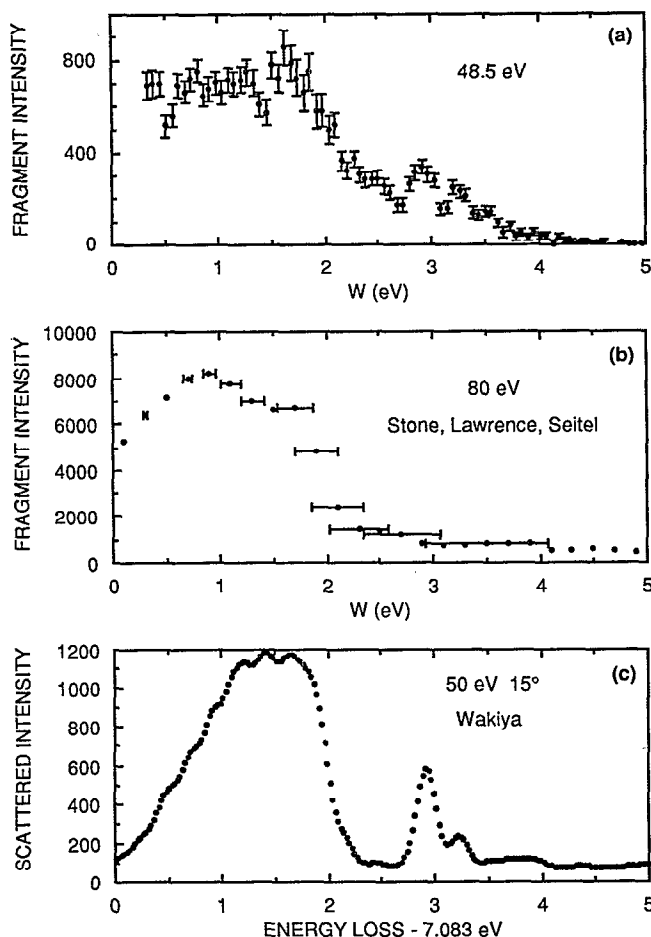 (a)
48.5 eV
FRAGMENT INTENSITY
800
400
0
0 1 2 3 4 5
W (eV)
(b)
80 eV
Stone, Lawrence, Seitel
FRAGMENT INTENSITY
10000
8000
6000
4000
2000
0
0 1 2 3 4 5
W (eV)
(c)
50 eV 15°
Wakiya
SCATTERED INTENSITY
1200
1000
800
600
400
200
0
0 1 2 3 4 5
ENERGY LOSS - 7.083 eV